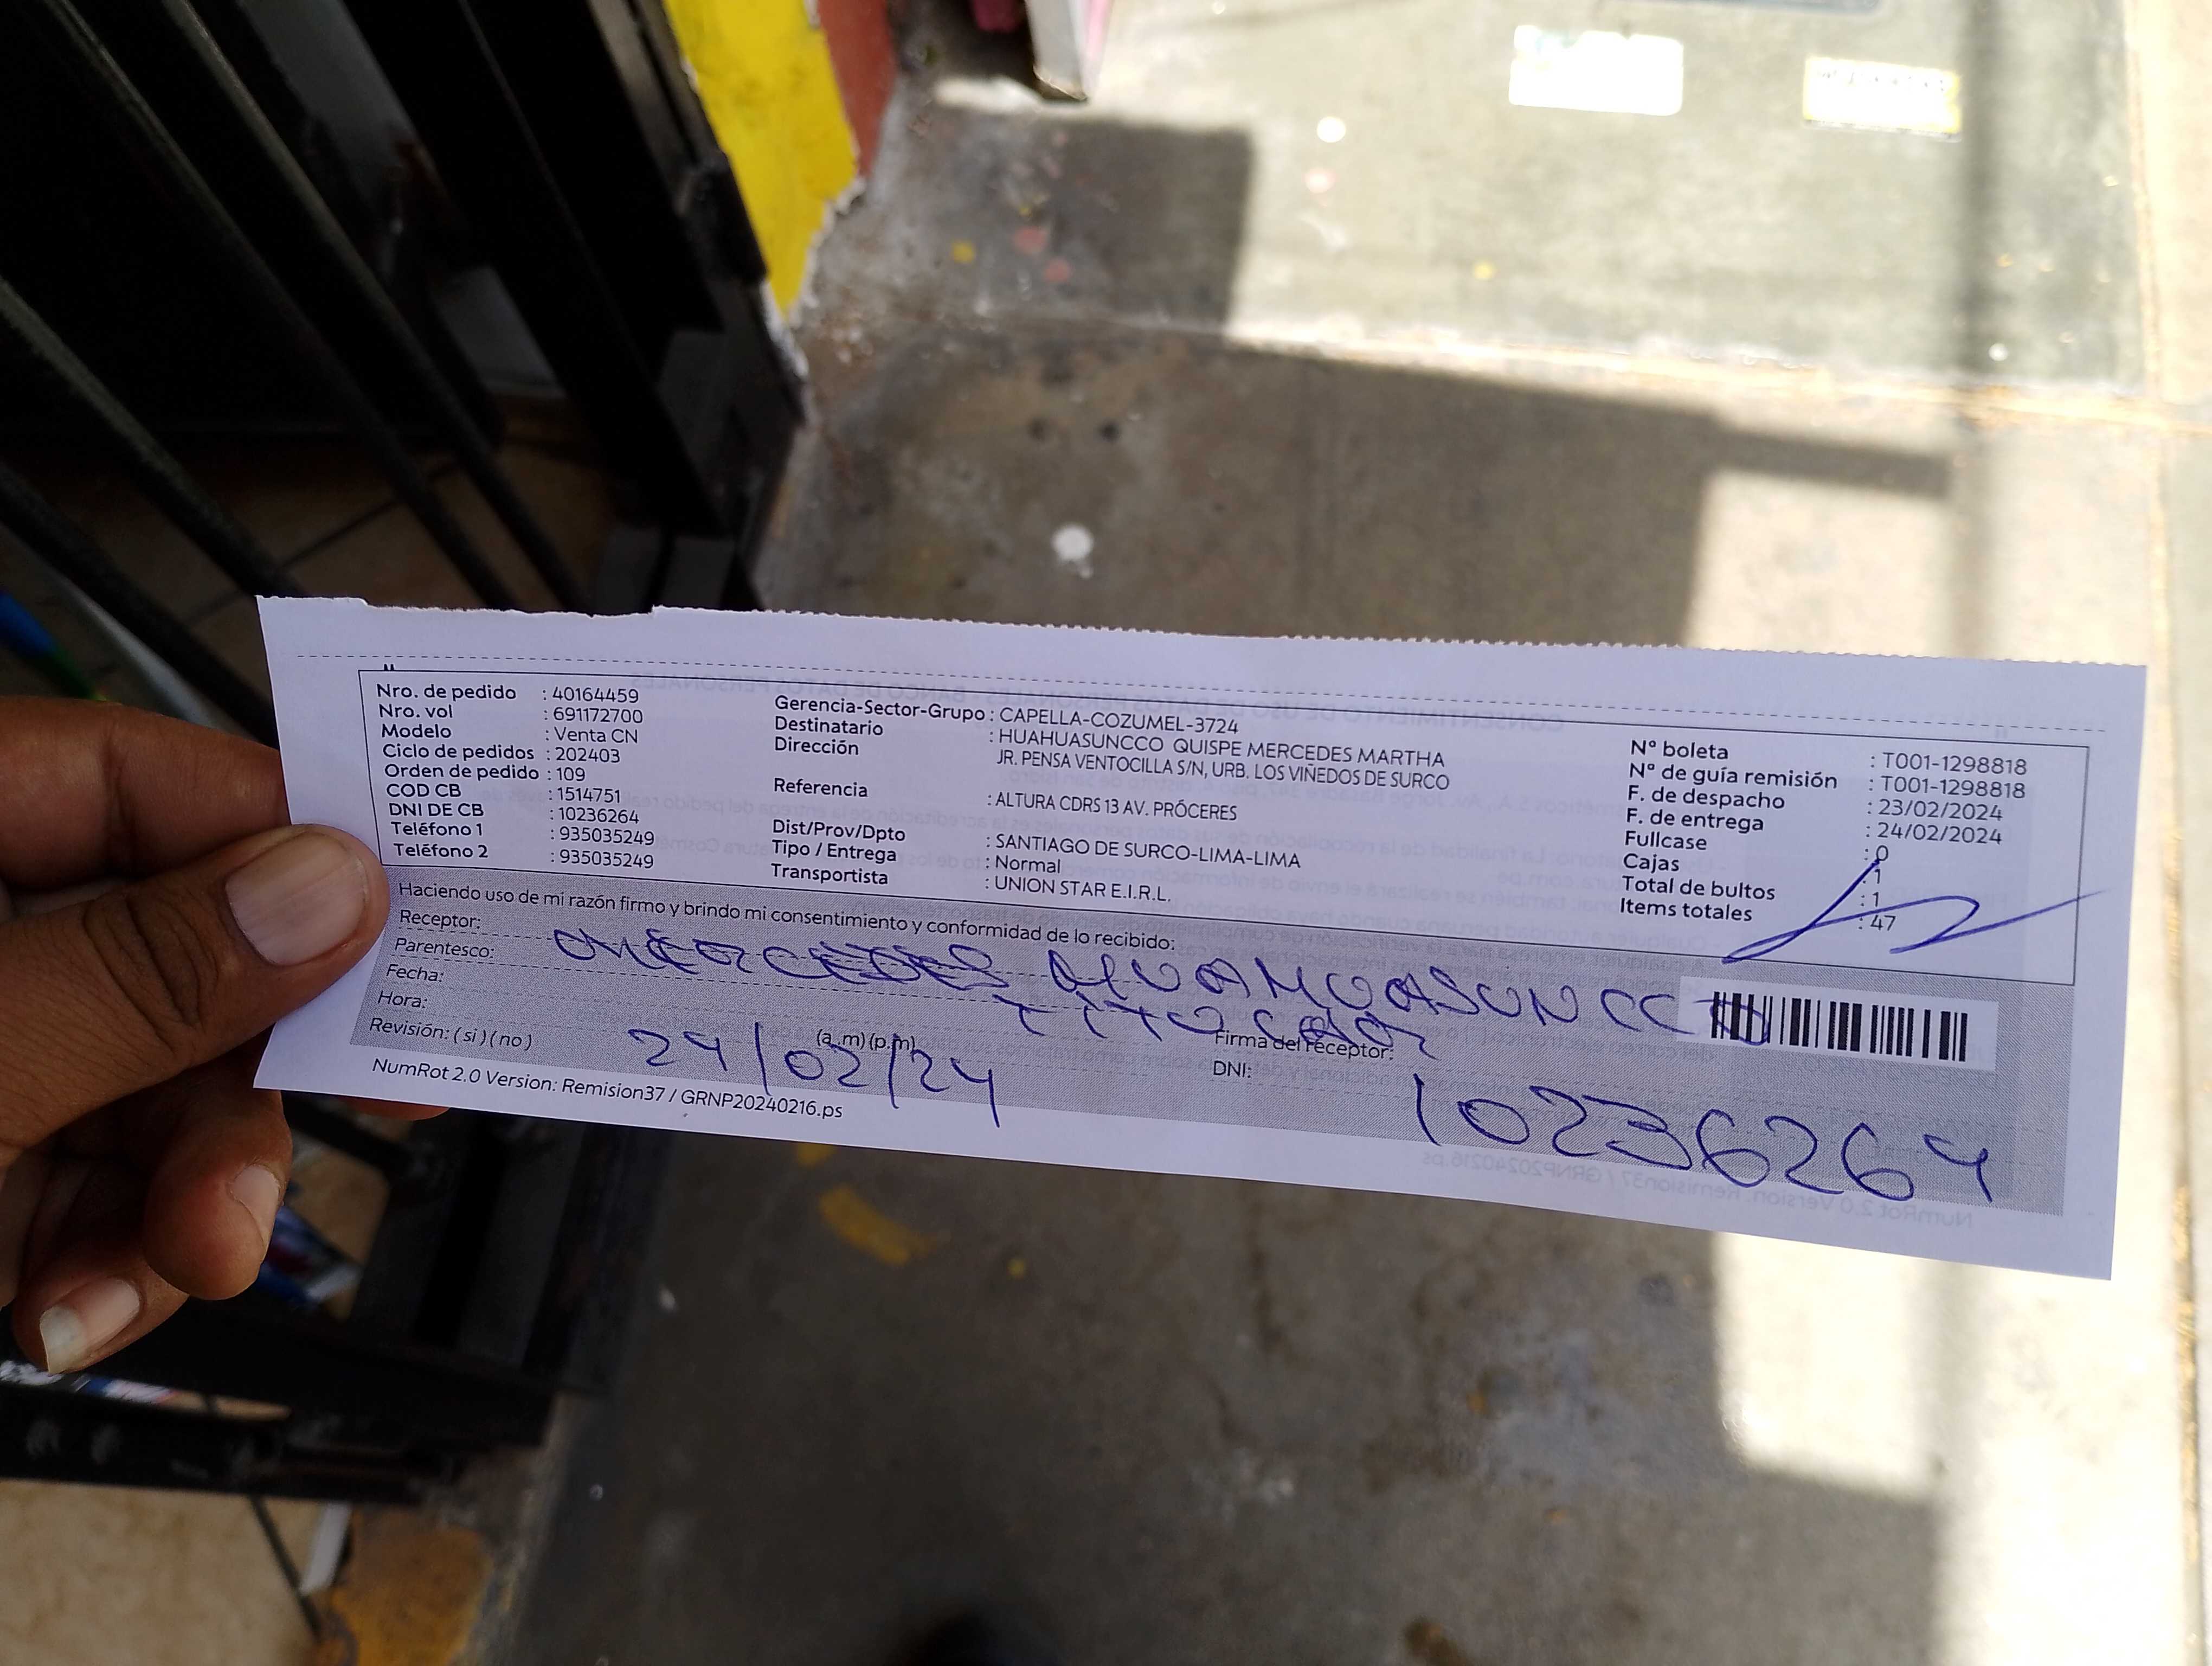 Nro. de pedido : 40164459
Nro. vol : 691172700
Modelo : Venta CN
Ciclo de pedidos : 202403
Orden de pedido : 109
COD CB : 1514751
DNI DE CB : 10236264
Teléfono 1 : 935035249
Teléfono 2 : 935035249
Gerencia-Sector-Grupo : CAPELLA-COZUMEL-3724
Destinatario : HUAHUASUNCCO QUISPE MERCEDES MARTHA
Dirección JR. PENSA VENTOCILLA S/N, URB. LOS VIÑEDOS DE SURCO
Referencia : ALTURA CDRS 13 AV. PRÓCERES
Dist/Prov/Dpto : SANTIAGO DE SURCO-LIMA-LIMA
Tipo / Entrega : Normal
Transportista : UNION STAR E.I.R.L.
N° boleta : T001-1298818
N° de guía remisión : T001-1298818
F. de despacho : 23/02/2024
F. de entrega : 24/02/2024
Fullcase : 0
Cajas : 1
Total de bultos : 1
Items totales : 47
Haciendo uso de mi razón firmo y brindo mi consentimiento y conformidad de lo recibido:
Receptor: MERCEDES
Parentesco:
Fecha: 24/02/24
Hora: (a.m) (p.m)
Revisión: ( si ) ( no )
Firma del receptor:
DNI: 10236264
NumRot 2.0 Version: Remision37 / GRNP20240216.ps